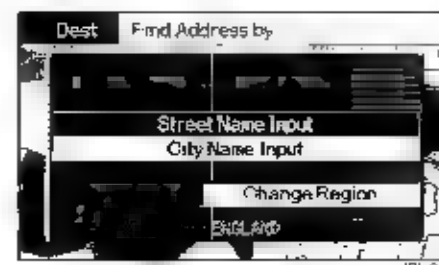 Dest Find Address by
Street Name Input
City Name Input
Change Region
ENGLAND